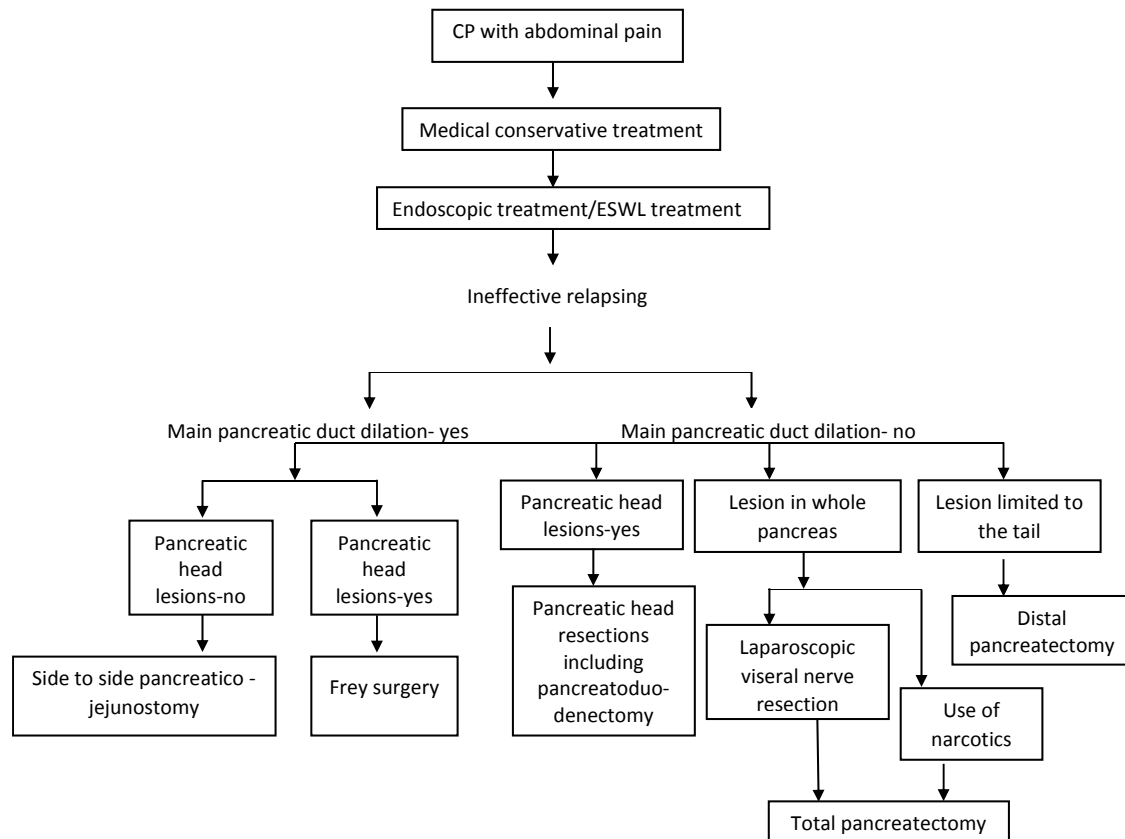 CP with abdominal pain
Medical conservative treatment
Endoscopic treatment/ESWL treatment
Ineffective relapsing
Main pancreatic duct dilation- yes
Main pancreatic duct dilation- no
Pancreatic
head
lesions-no
Pancreatic
head
lesions-yes
Pancreatic head
lesions-yes
Lesion in whole
pancreas
Lesion limited to
the tail
Side to side pancreatico -
jejunostomy
Frey surgery
Pancreatic head
resections
including
pancreatoduo-
denectomy
Laparoscopic
viseral nerve
resection
Use of
narcotics
Distal
pancreatectomy
Total pancreatectomy